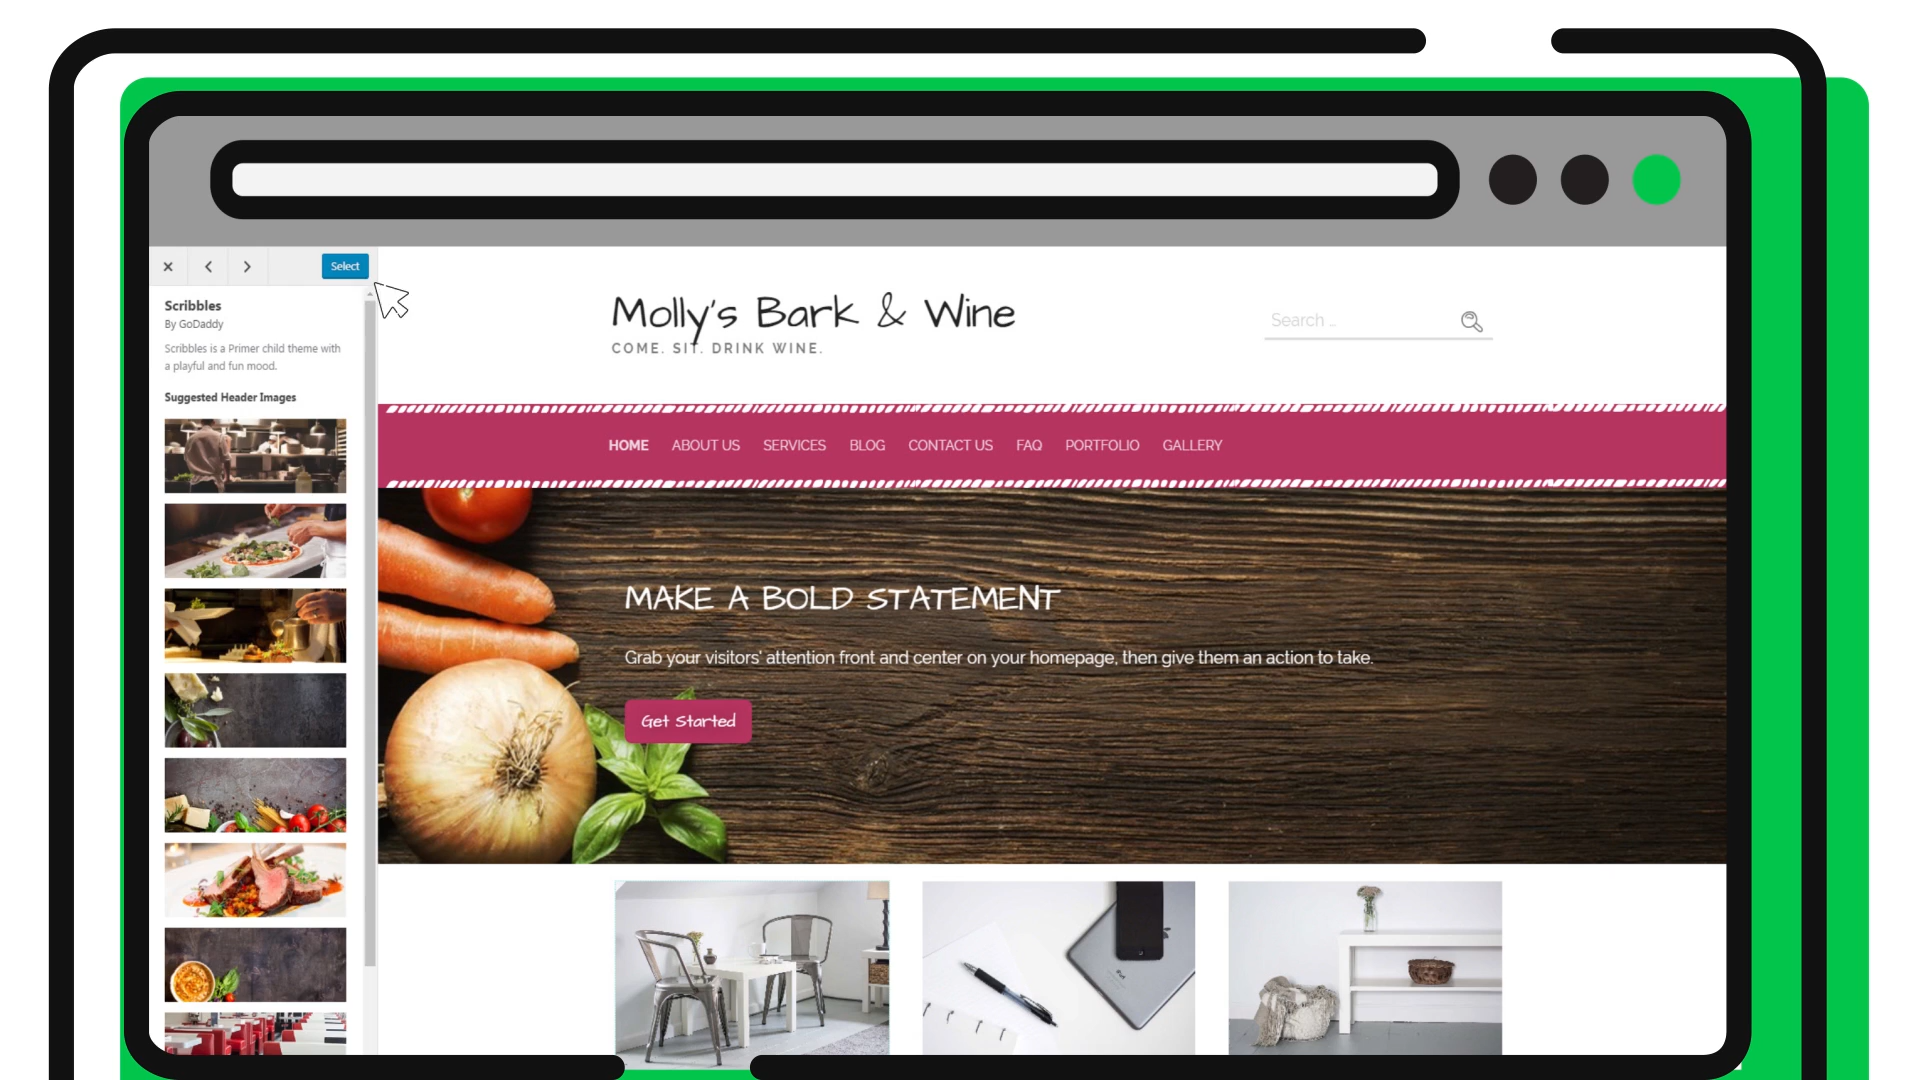 Select
Scribbles
By GoDaddy
Scribbles is a Primer child theme with
a playful and fun mood.
Suggested Header Images
Molly's Bark & Wine
COME. SIT. DRINK WINE.
Search ...
HOME ABOUT US SERVICES BLOG CONTACT US FAQ PORTFOLIO GALLERY
MAKE A BOLD STATEMENT
Grab your visitors' attention front and center on your homepage, then give them an action to take.
Get Started
iPad